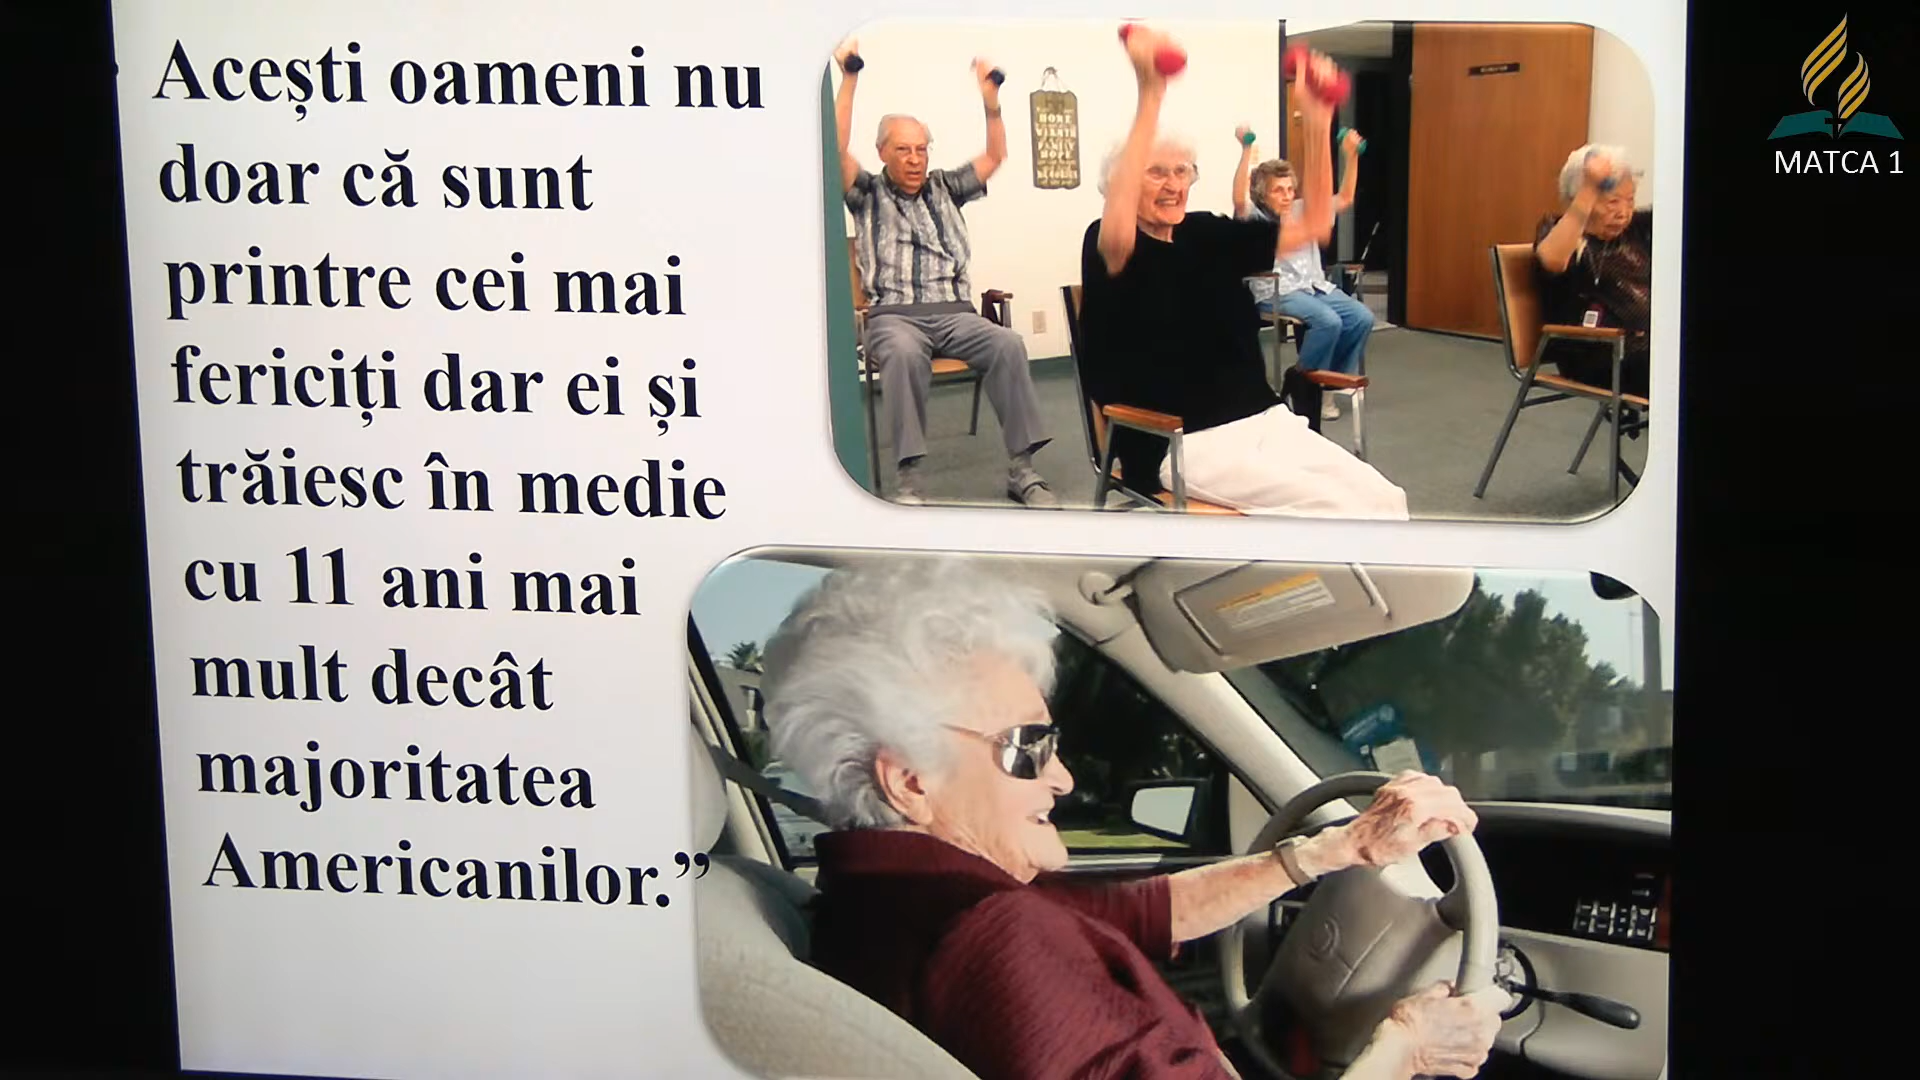 Acești oameni nu
doar că sunt
printre cei mai
fericiți dar ei și
trăiesc în medie
cu 11 ani mai
mult decât
majoritatea
Americanilor.”
MATCA 1